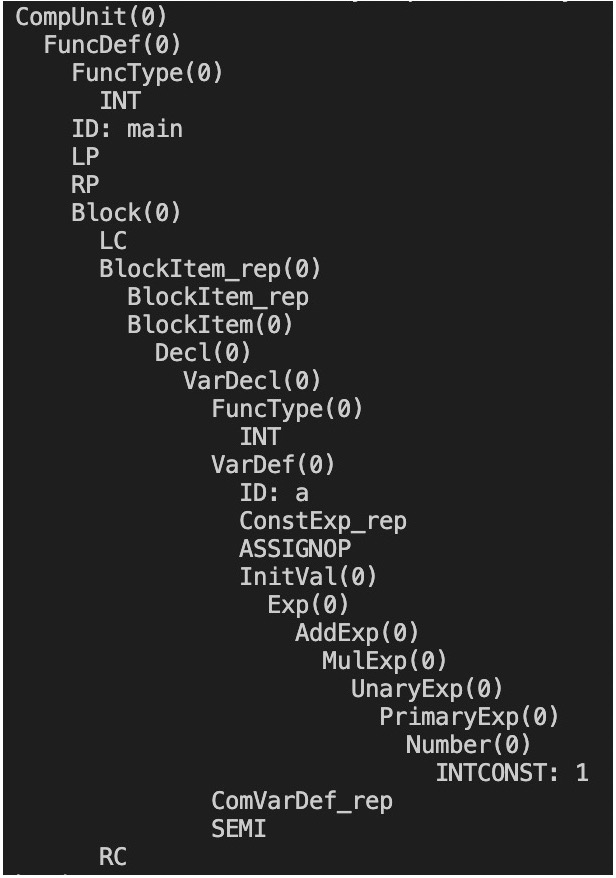 CompUnit(0)
FuncDef(0)
FuncType(0)
INT
ID: main
LP
RP
Block(0)
LC
BlockItem_rep(0)
BlockItem_rep
BlockItem(0)
Decl(0)
VarDecl(0)
FuncType(0)
INT
VarDef(0)
ID: a
ConstExp_rep
ASSIGNOP
InitVal(0)
Exp(0)
AddExp(0)
MulExp(0)
UnaryExp(0)
PrimaryExp(0)
Number(0)
INTCONST: 1
ComVarDef_rep
SEMI
RC